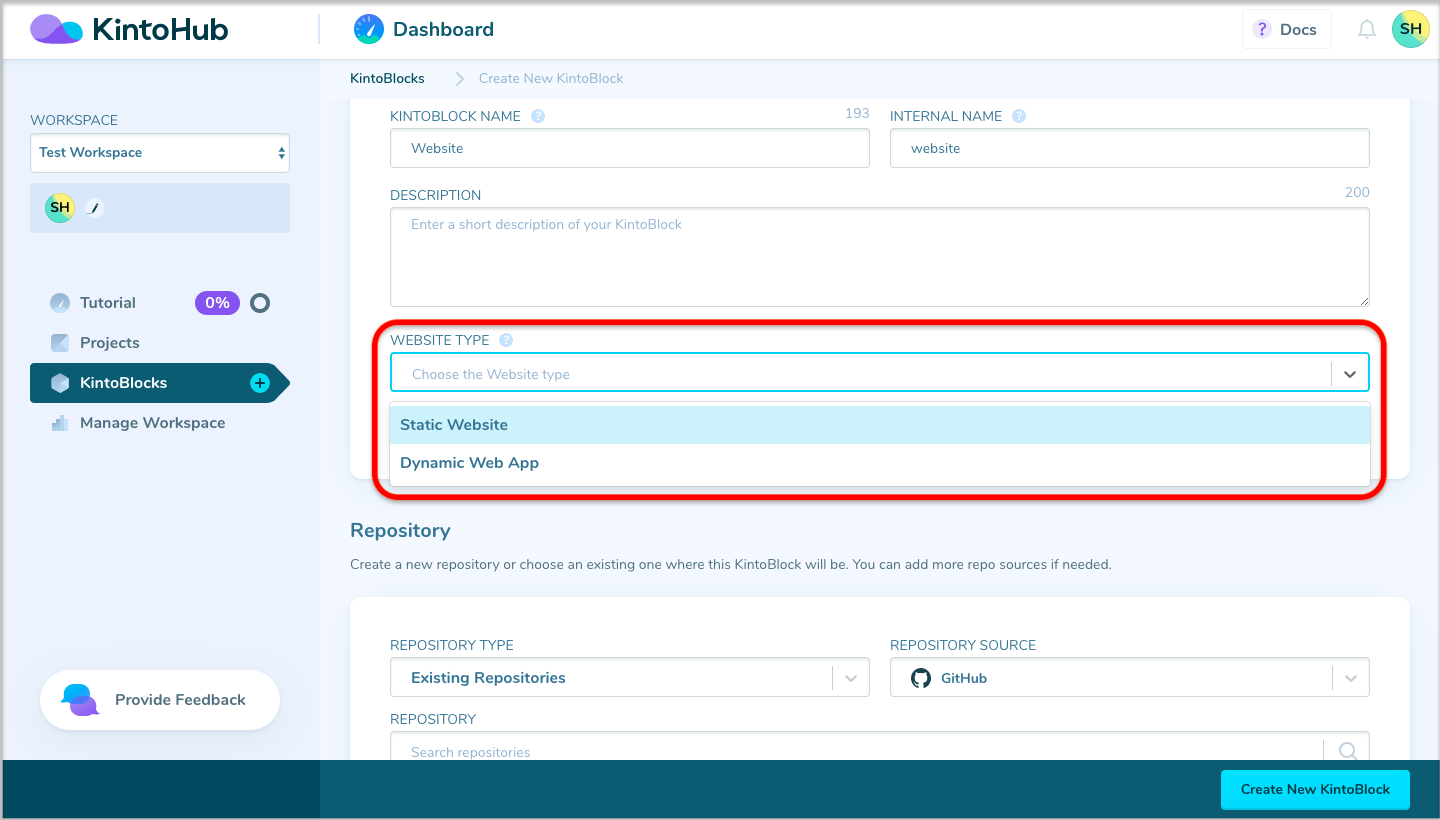 KintoHub
Dashboard
? Docs
SH
KintoBlocks
Create New KintoBlock
WORKSPACE
Test Workspace
SH
Tutorial
0%
Projects
KintoBlocks
Manage Workspace
Provide Feedback
KINTOBLOCK NAME ?
193
INTERNAL NAME ?
Website
website
DESCRIPTION
200
Enter a short description of your KintoBlock
WEBSITE TYPE ?
Choose the Website type
Static Website
Dynamic Web App
Repository
Create a new repository or choose an existing one where this KintoBlock will be. You can add more repo sources if needed.
REPOSITORY TYPE
REPOSITORY SOURCE
Existing Repositories
GitHub
REPOSITORY
Search repositories
Create New KintoBlock